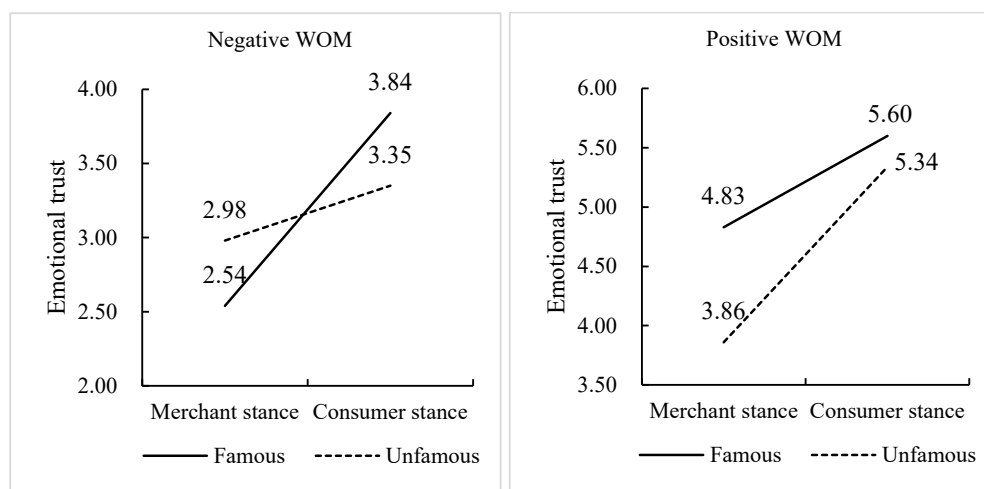 Negative WOM
4.00
3.50
3.00
2.50
2.00
Emotional trust
3.84
3.35
2.98
2.54
Merchant stance Consumer stance
Famous Unfamous
Positive WOM
6.00
5.50
5.00
4.50
4.00
3.50
Emotional trust
5.60
5.34
4.83
3.86
Merchant stance Consumer stance
Famous Unfamous